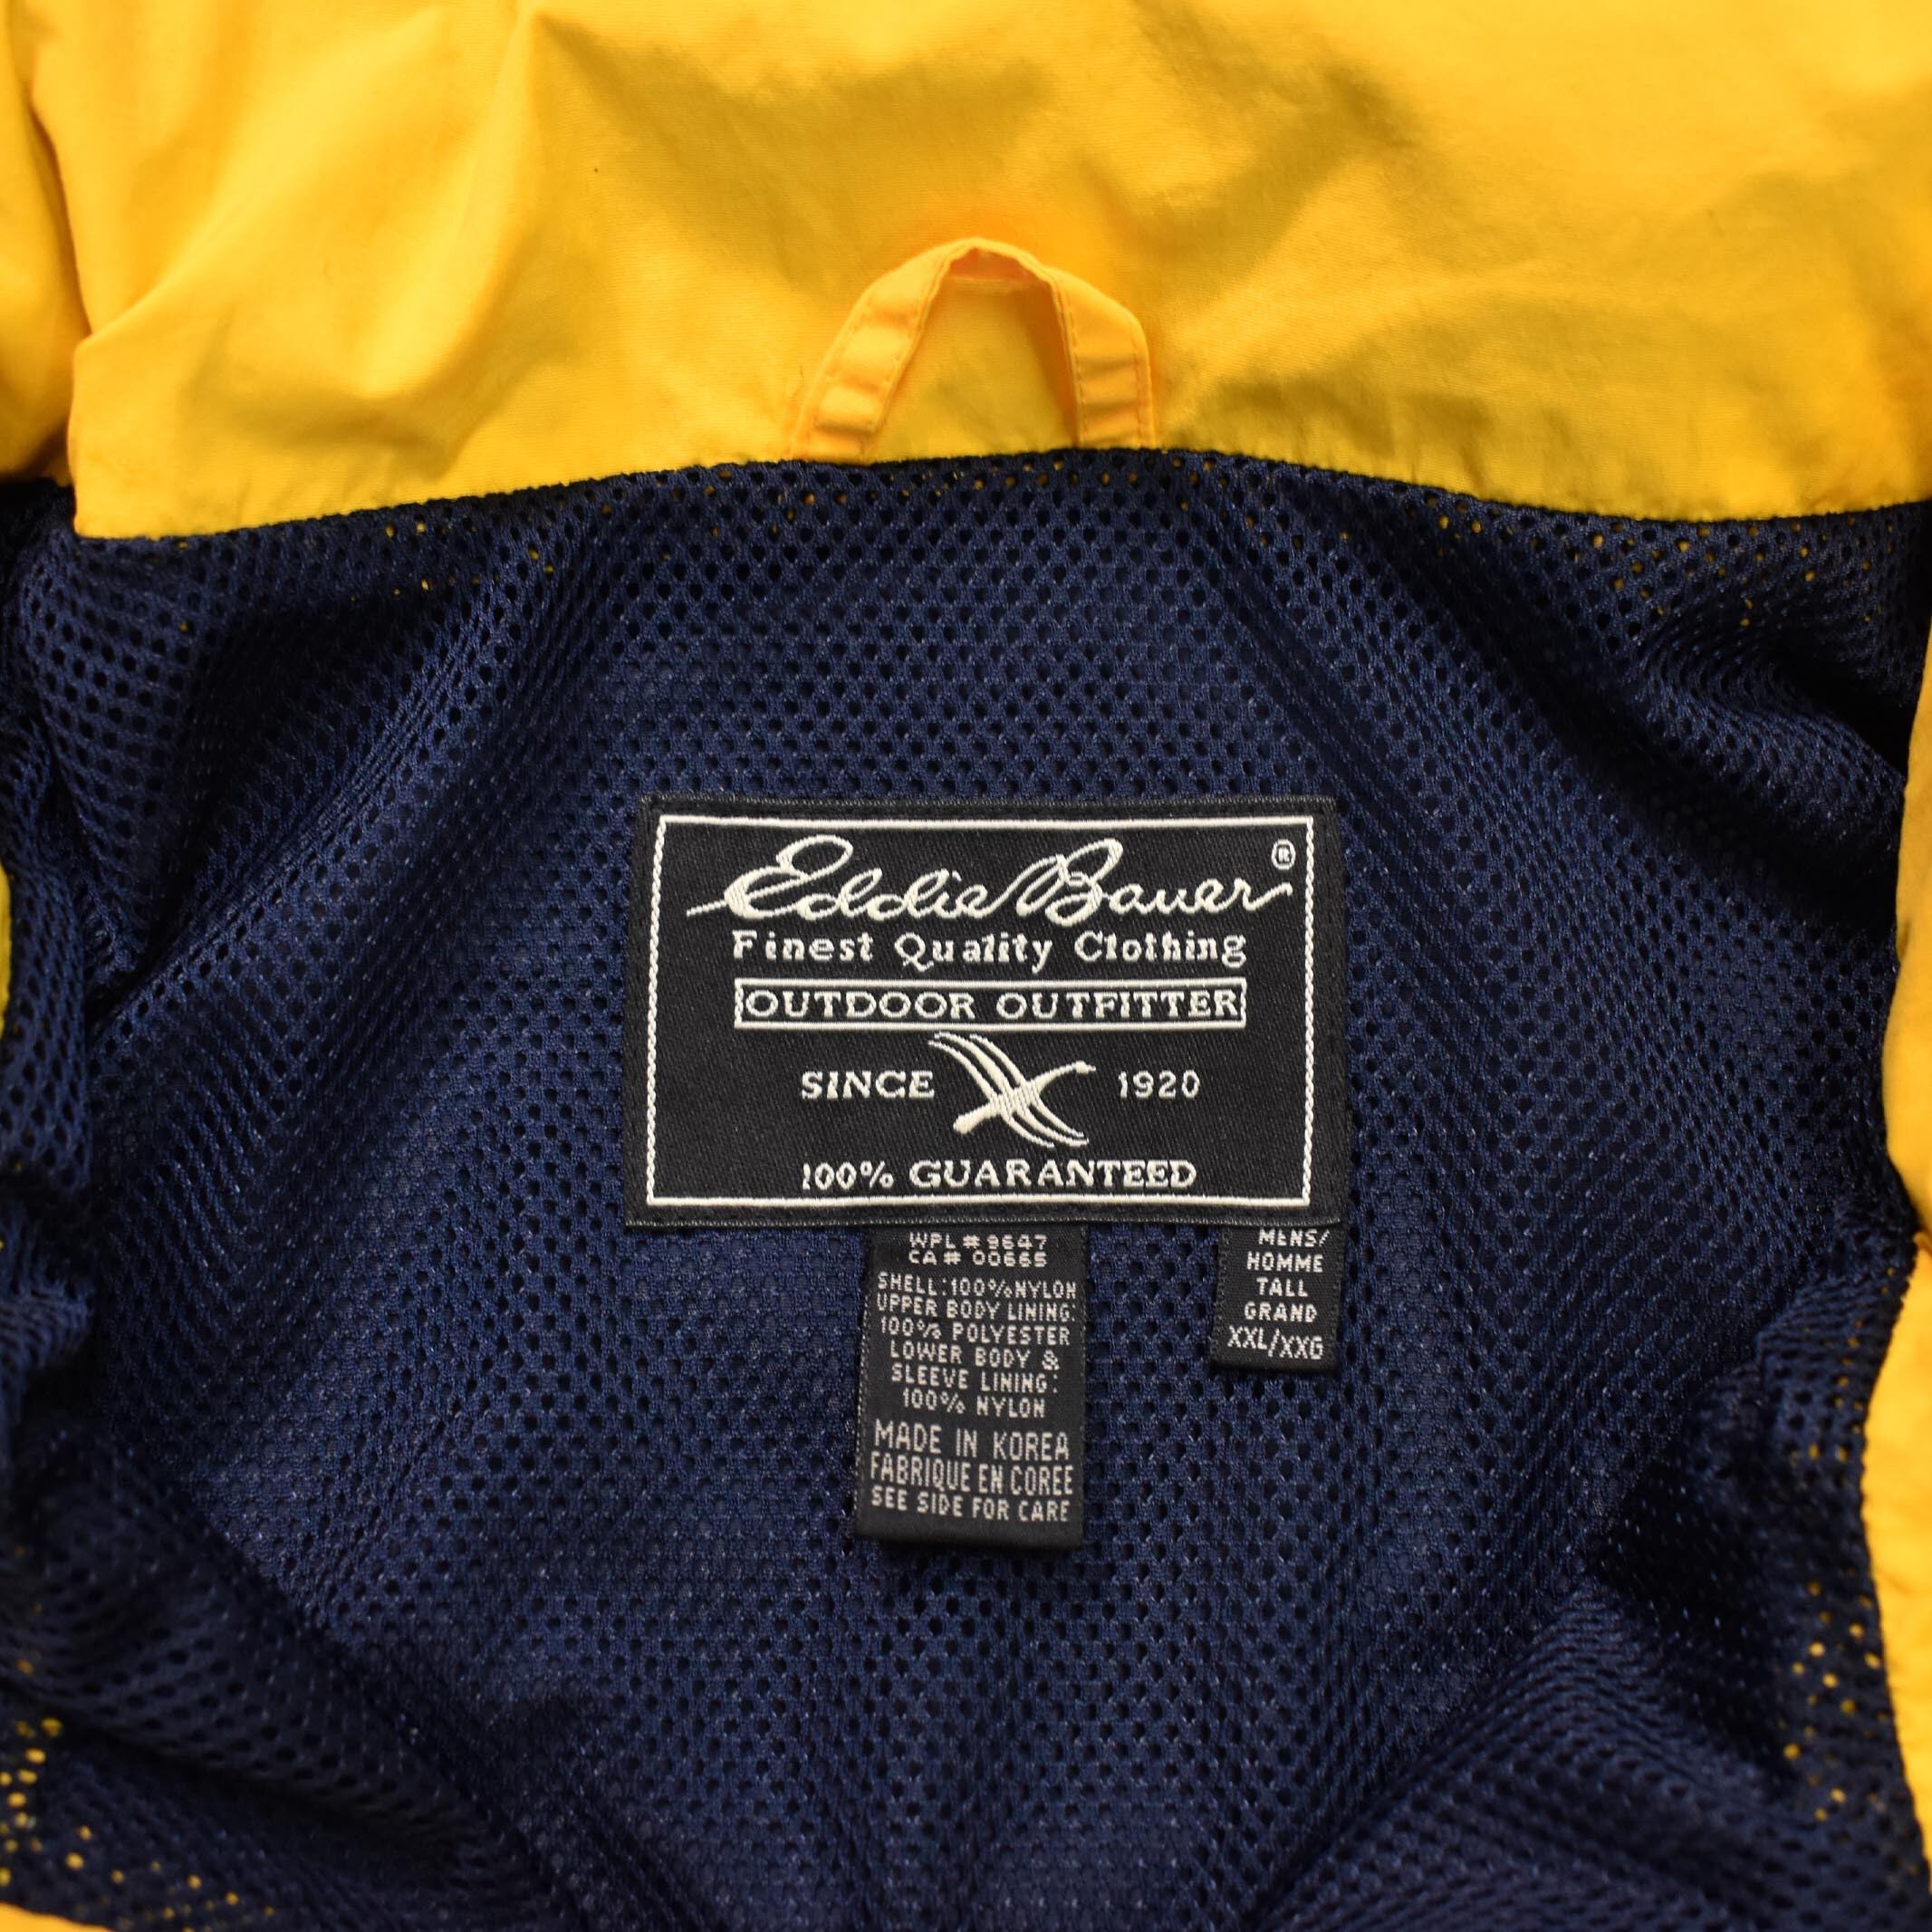 Eddie Bauer ®
Finest Quality Clothing
OUTDOOR OUTFITTER
SINCE 1920
100% GUARANTEED
WPL # 9647
CA # 00665
SHELL: 100% NYLON
UPPER BODY LINING:
100% POLYESTER
LOWER BODY &
SLEEVE LINING:
100% NYLON
MADE IN KOREA
FABRIQUE EN COREE
SEE SIDE FOR CARE
MENS/
HOMME
TALL
GRAND
XXL/XXG